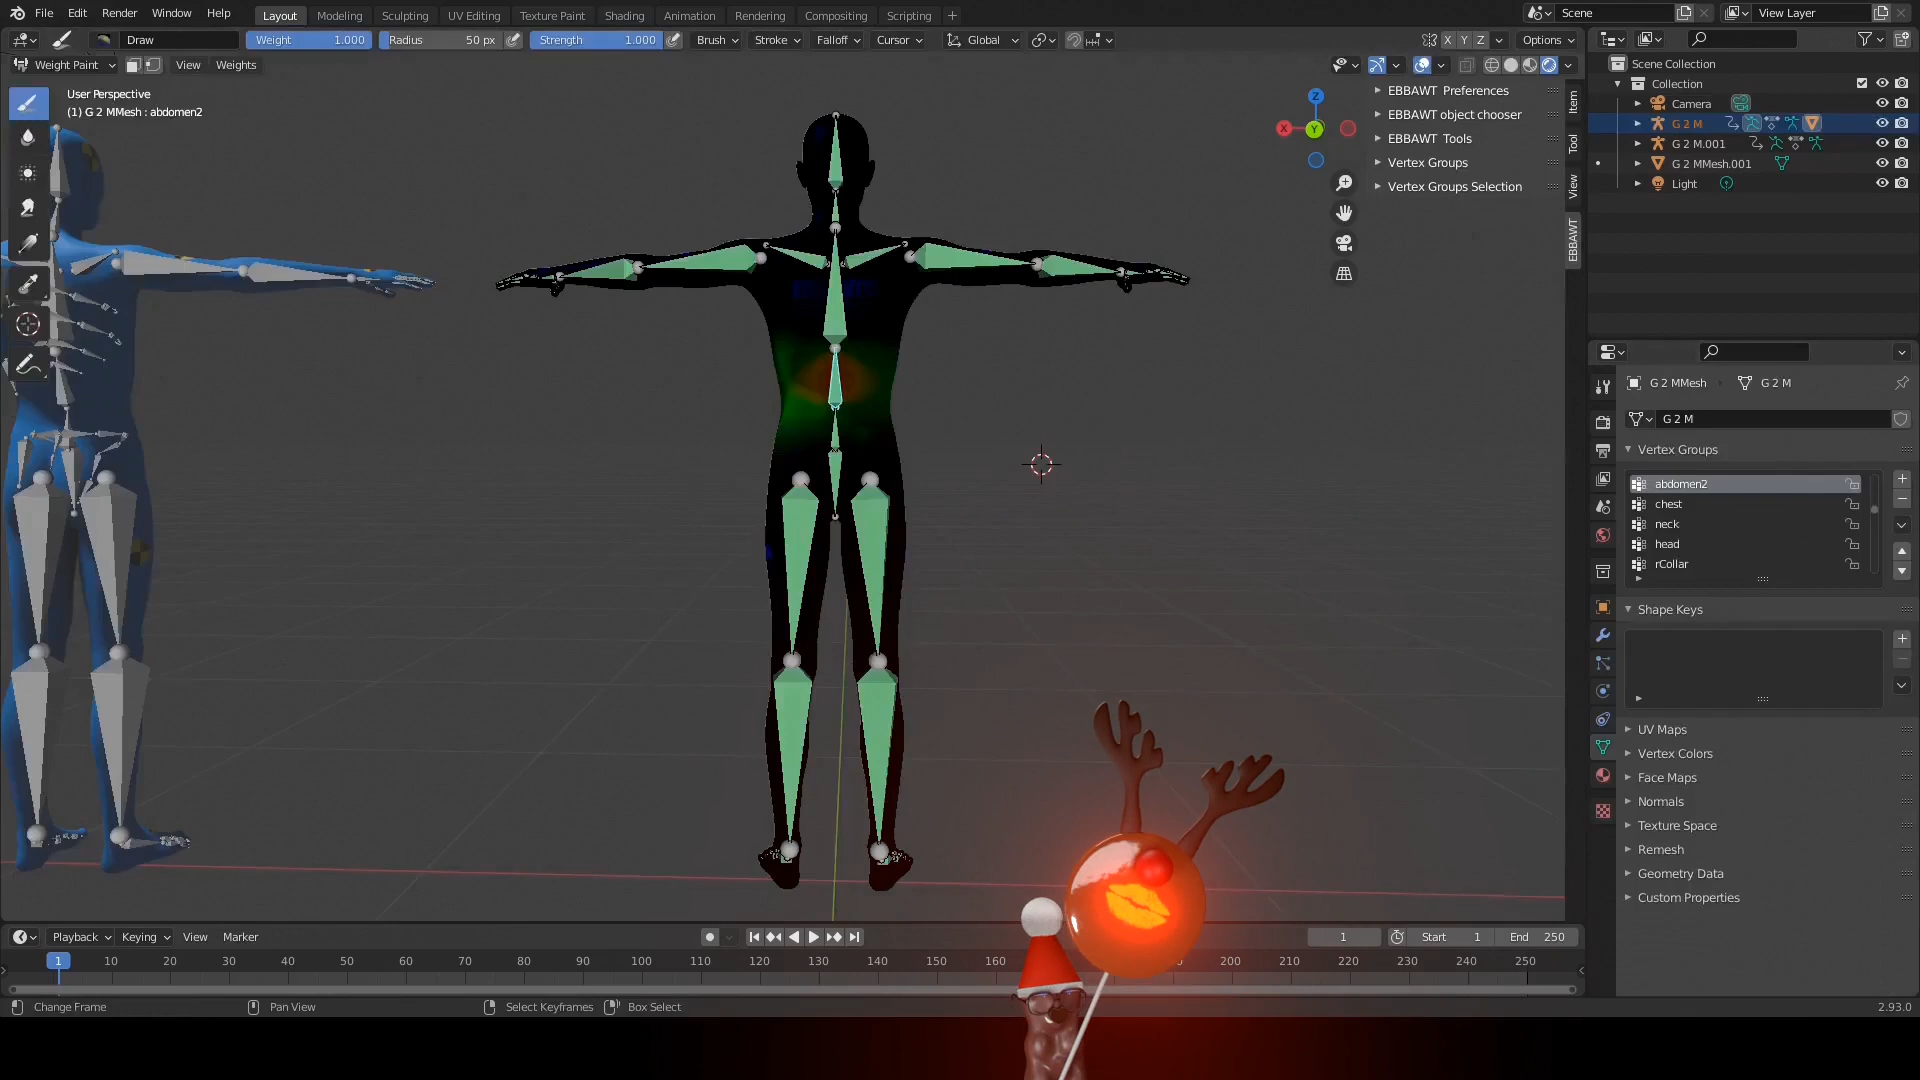 File Edit Render Window Help Layout Modeling Sculpting UV Editing Texture Paint Shading Animation Rendering Compositing Scripting + Scene View Layer
Draw Weight 1.000 Radius 50 px Strength 1.000 Brush Stroke Falloff Cursor Global X Y Z Options
Weight Paint View Weights
User Perspective
(1) G 2 MMesh : abdomen2
Z
X
Y
EBBAWT Preferences
EBBAWT object chooser
EBBAWT Tools
Vertex Groups
Vertex Groups Selection
Item
Tool
View
EBBAWT
Scene Collection
Collection
Camera
G 2 M
G 2 M.001
G 2 MMesh.001
Light
G 2 MMesh G 2 M
G 2 M
Vertex Groups
abdomen2
chest
neck
head
rCollar
Shape Keys
UV Maps
Vertex Colors
Face Maps
Normals
Texture Space
Remesh
Geometry Data
Custom Properties
Playback Keying View Marker 1 Start 1 End 250
1 10 20 30 40 50 60 70 80 90 100 110 120 130 140 150 160 200 210 220 230 240 250
Change Frame Pan View Select Keyframes Box Select 2.93.0